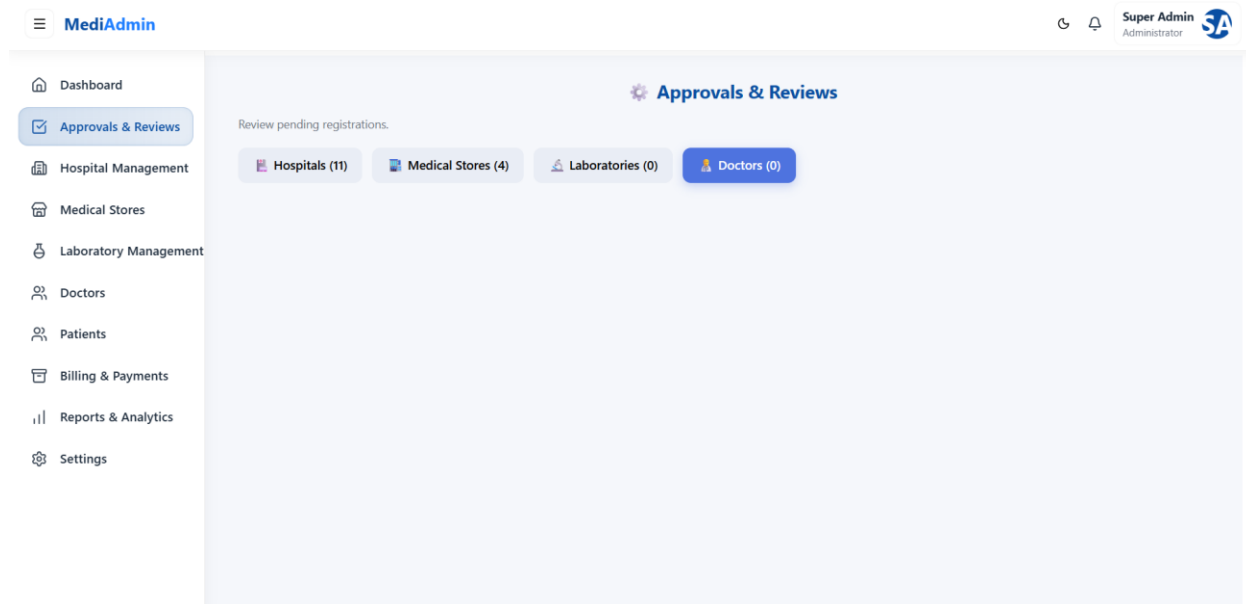 MediAdmin
Super Admin
Administrator
SA
Dashboard
Approvals & Reviews
Hospital Management
Medical Stores
Laboratory Management
Doctors
Patients
Billing & Payments
Reports & Analytics
Settings
Approvals & Reviews
Review pending registrations.
Hospitals (11) Medical Stores (4) Laboratories (0) Doctors (0)